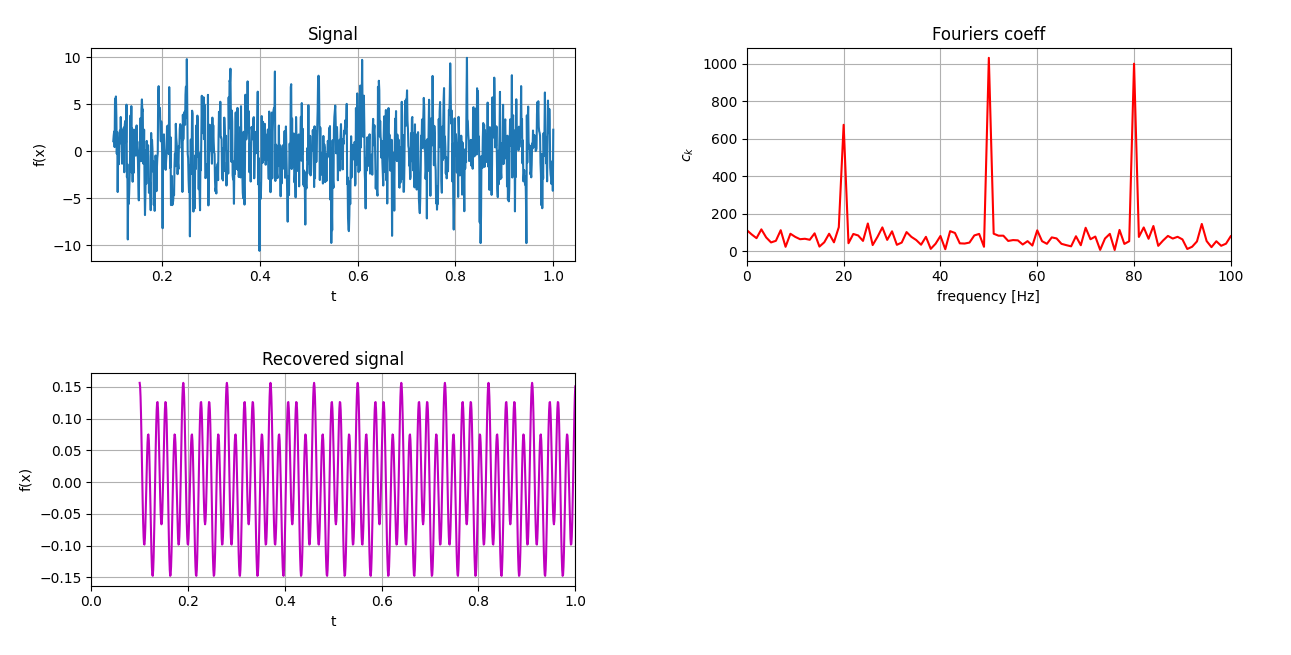 Signal
10
5
0
−5
−10
f(x)
0.2 0.4 0.6 0.8 1.0
t
Fouriers coeff
1000
800
600
400
200
0
c_k
0 20 40 60 80 100
frequency [Hz]
Recovered signal
0.15
0.10
0.05
0.00
−0.05
−0.10
−0.15
f(x)
0.0 0.2 0.4 0.6 0.8 1.0
t